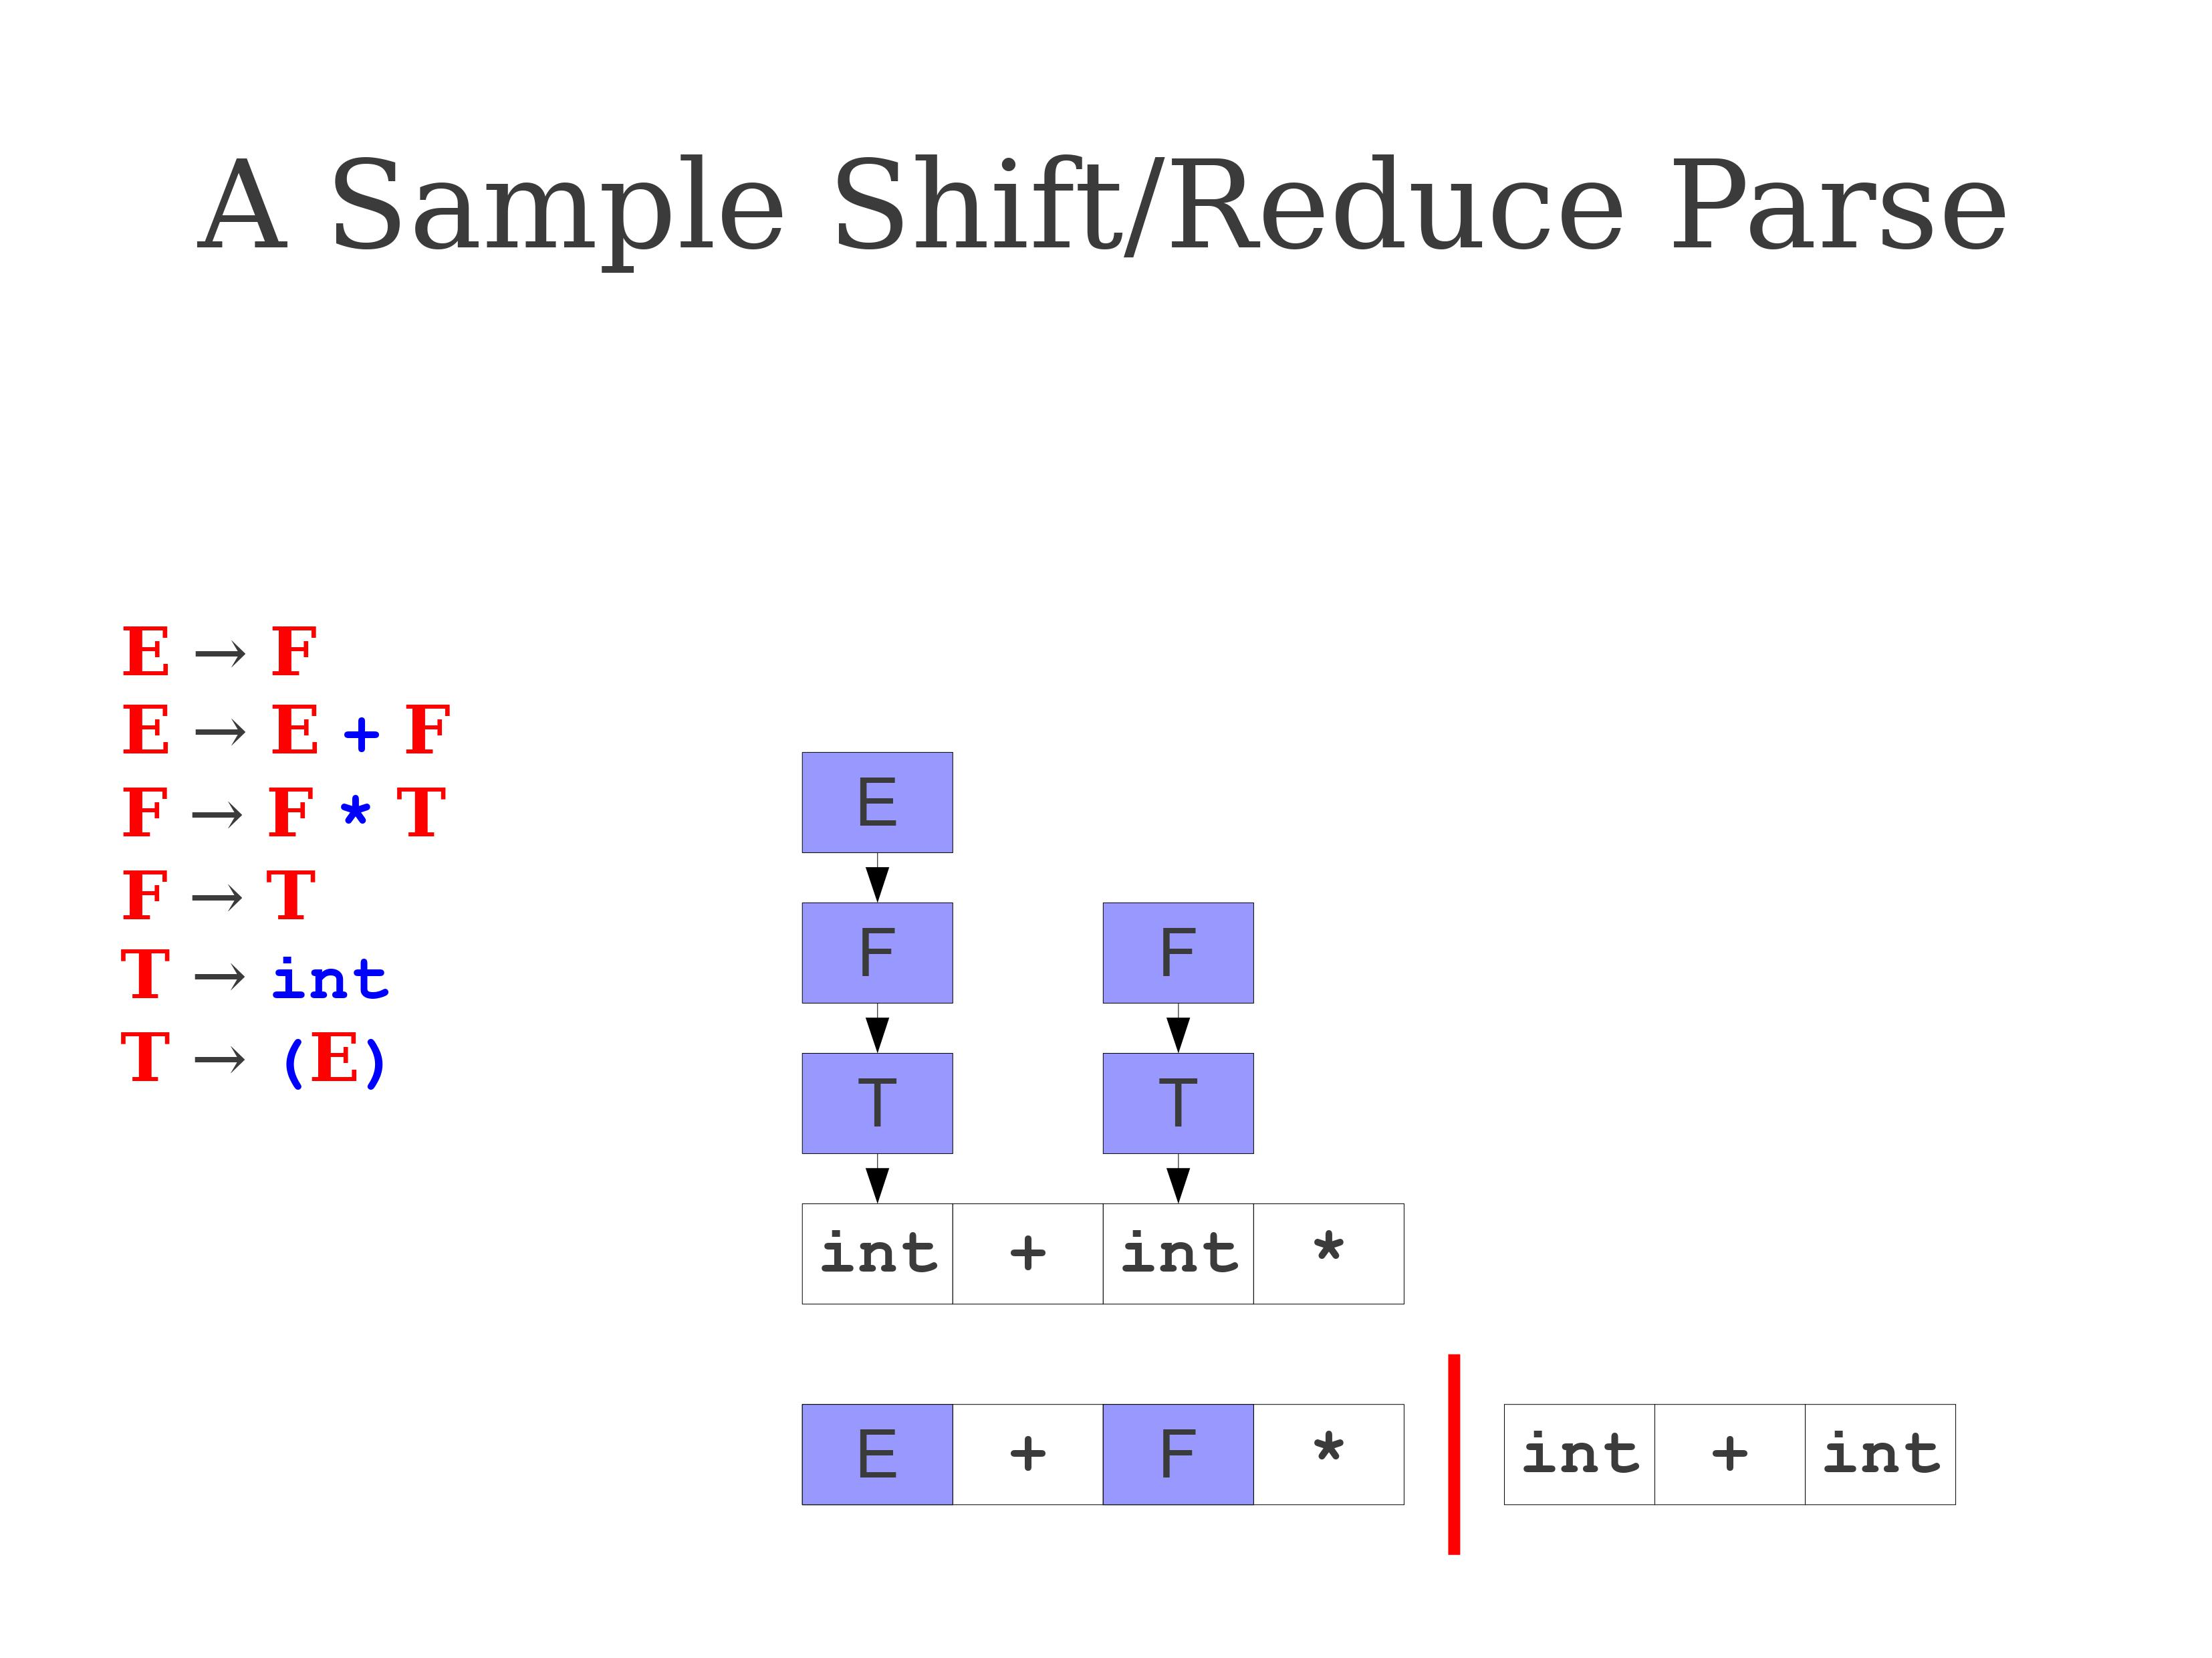 A Sample Shift/Reduce Parse
E → F
E → E + F
F → F * T
F → T
T → int
T → (E)
E
F F
T T
int + int *
E + F * int + int